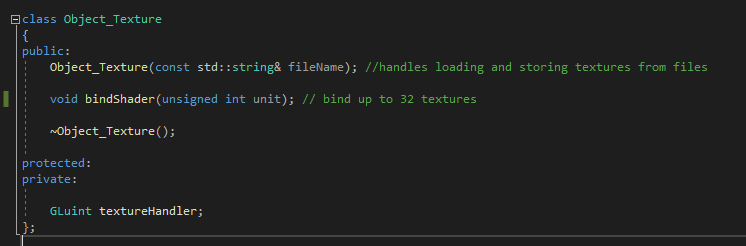 class Object_Texture
{
public:
Object_Texture(const std::string& fileName); //handles loading and storing textures from files
void bindShader(unsigned int unit); // bind up to 32 textures
~Object_Texture();
protected:
private:
GLuint textureHandler;
};